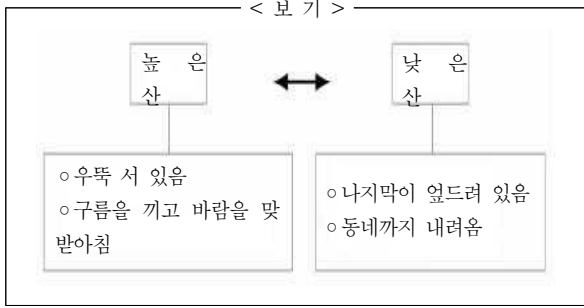 < 보 기 >
높 은
산
낮 은
산
○우뚝 서 있음
○구름을 끼고 바람을 맞
받아침
○나지막이 엎드려 있음
○동네까지 내려옴